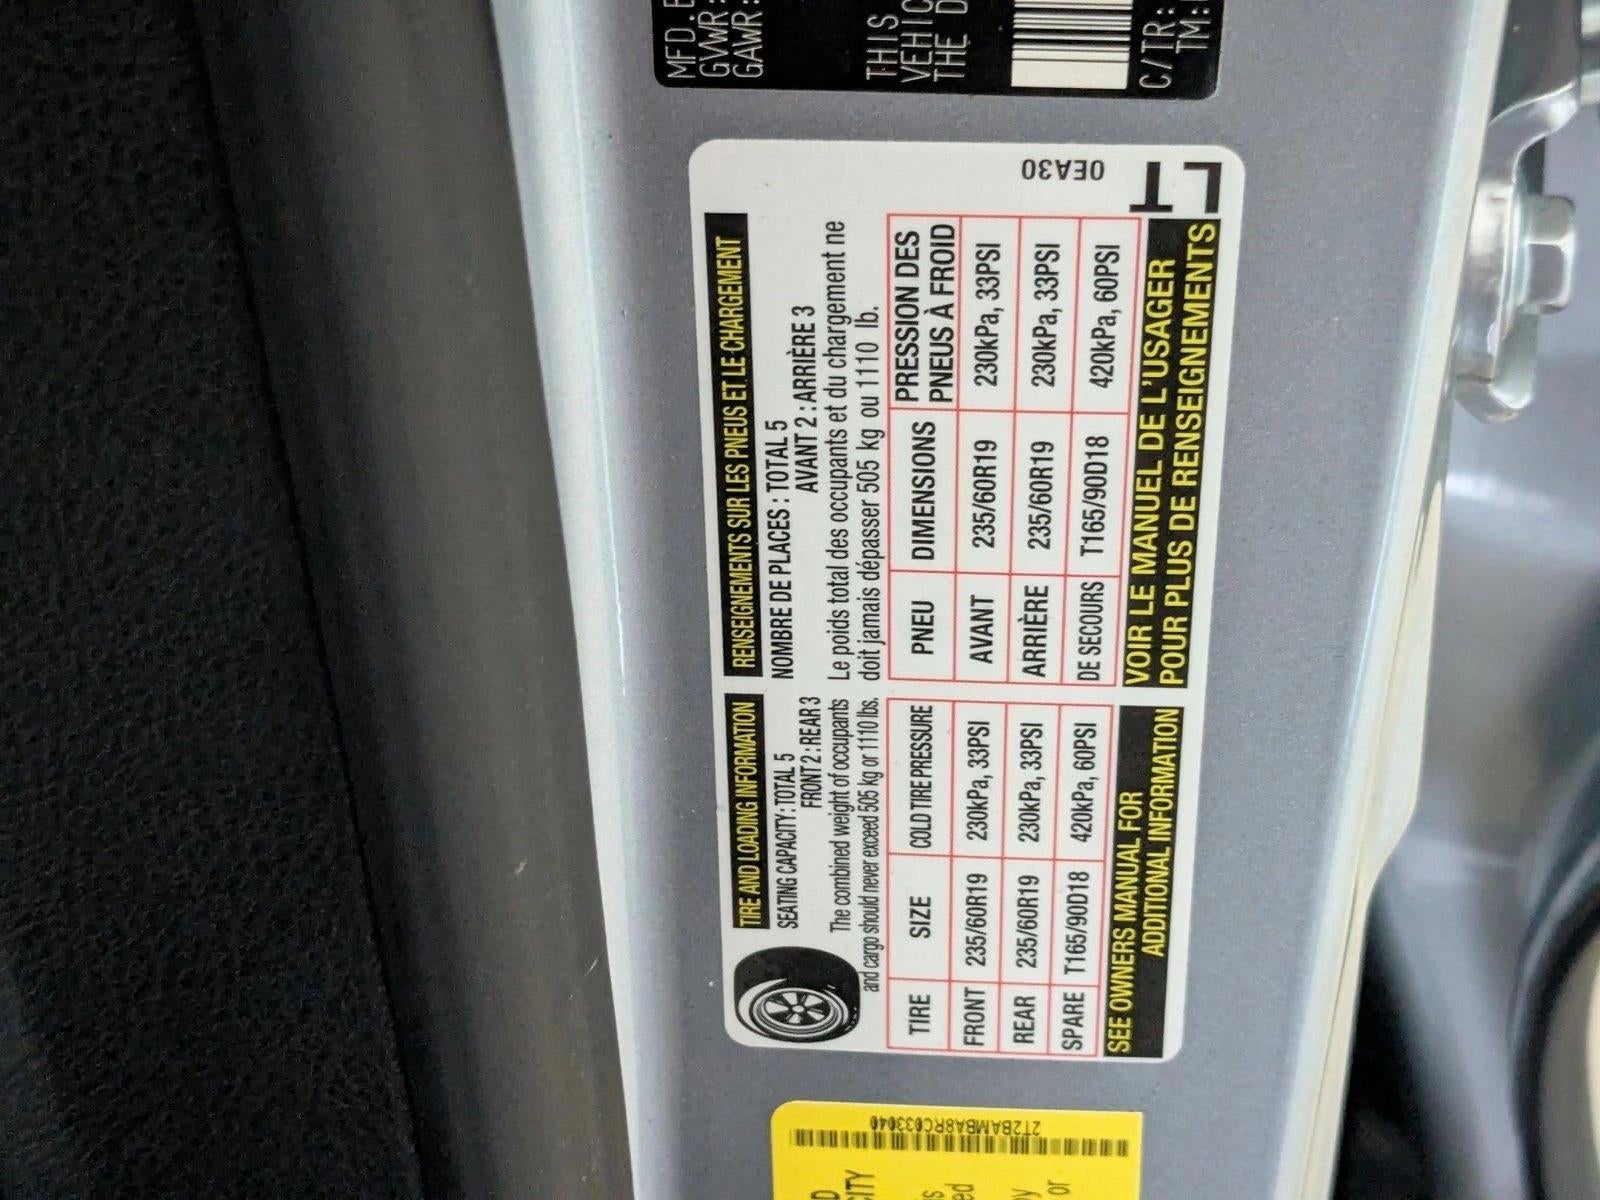 MFD.B
GVWR:
GAWR:
THIS
VEHIC
THE D
C/TR:
TM:
TIRE AND LOADING INFORMATION
SEATING CAPACITY: TOTAL 5
FRONT 2 : REAR 3
The combined weight of occupants
and cargo should never exceed 505 kg or 1110 lbs.
TIRE SIZE COLD TIRE PRESSURE
FRONT 235/60R19 230kPa, 33PSI
REAR 235/60R19 230kPa, 33PSI
SPARE T165/90D18 420kPa, 60PSI
SEE OWNERS MANUAL FOR
ADDITIONAL INFORMATION
RENSEIGNEMENTS SUR LES PNEUS ET LE CHARGEMENT
NOMBRE DE PLACES : TOTAL 5
AVANT 2 : ARRIÈRE 3
Le poids total des occupants et du chargement ne
doit jamais dépasser 505 kg ou 1110 lb.
PNEU DIMENSIONS PRESSION DES
PNEUS À FROID
AVANT 235/60R19 230kPa, 33PSI
ARRIÈRE 235/60R19 230kPa, 33PSI
DE SECOURS T165/90D18 420kPa, 60PSI
VOIR LE MANUEL DE L'USAGER
POUR PLUS DE RENSEIGNEMENTS
0EA30
2T2BAMBA8RC033040
D
CITY
s
ed
by
or